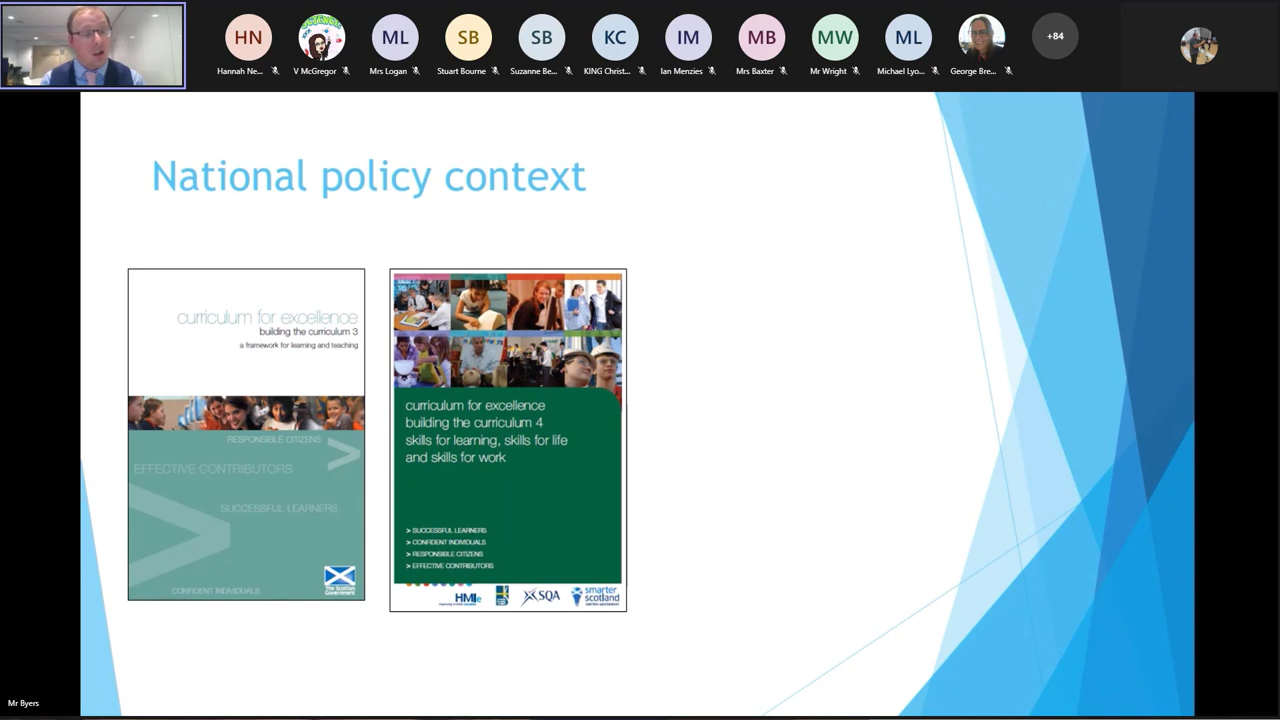 HN
ML
SB
SB
KC
IM
MB
MW
ML
+84
Hannah Ne...
V McGregor
Mrs Logan
Stuart Bourne
Suzanne Be...
KING Christ...
Ian Menzies
Mrs Baxter
Mr Wright
Michael Lyo...
George Bre...
National policy context
curriculum for excellence
building the curriculum 3
a framework for learning and teaching
RESPONSIBLE CITIZENS
EFFECTIVE CONTRIBUTORS
SUCCESSFUL LEARNERS
CONFIDENT INDIVIDUALS
The Scottish
Government
curriculum for excellence
building the curriculum 4
skills for learning, skills for life
and skills for work
> SUCCESSFUL LEARNERS
> CONFIDENT INDIVIDUALS
> RESPONSIBLE CITIZENS
> EFFECTIVE CONTRIBUTORS
HMIe
SQA
smarter
scotland
Mr Byers